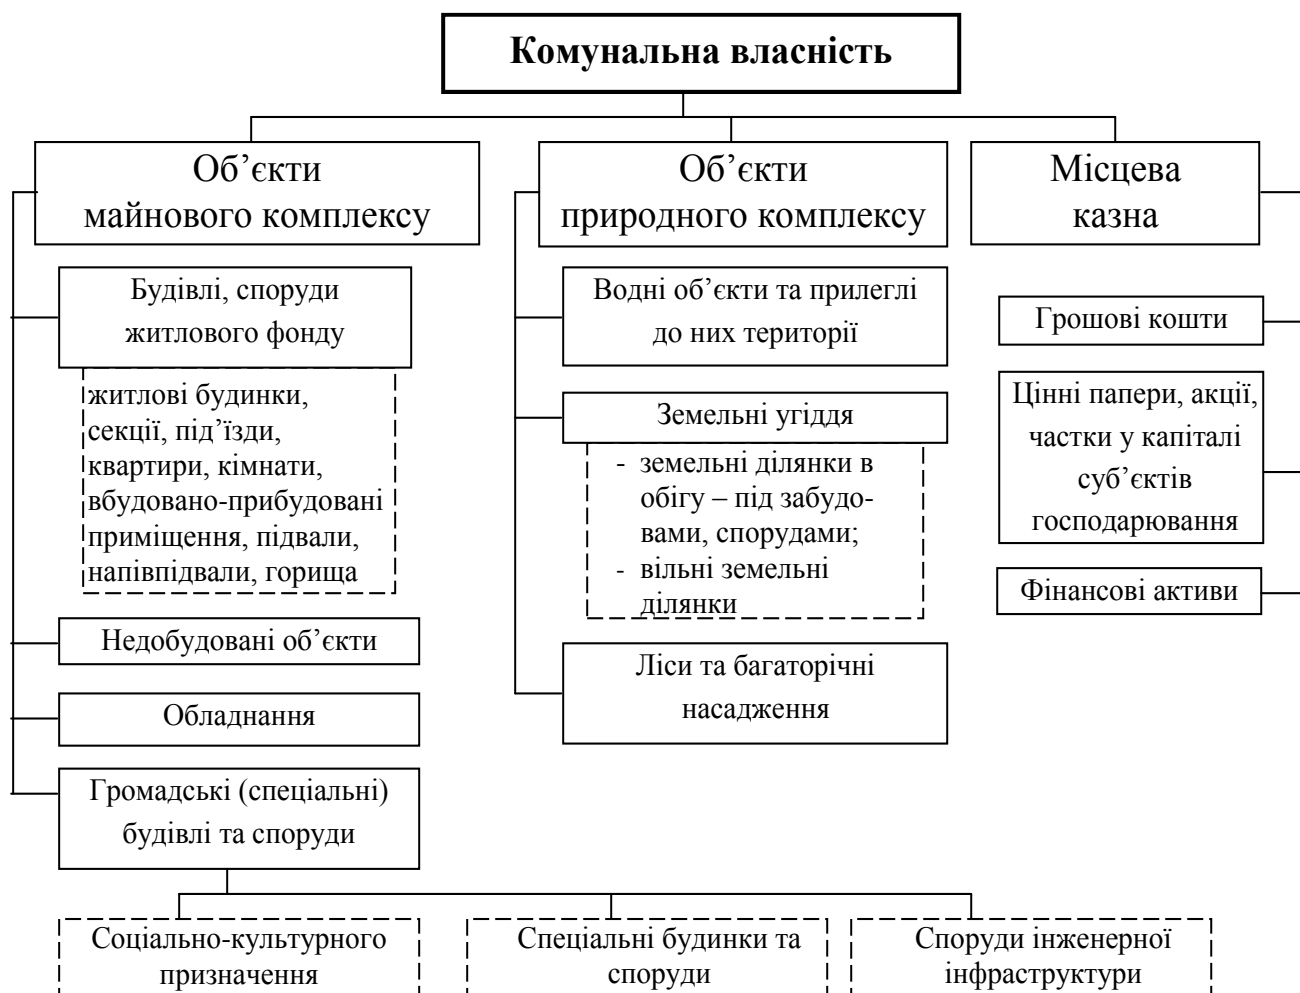 Комунальна власність
Об’єкти
майнового комплексу
Об’єкти
природного комплексу
Місцева
казна
Будівлі, споруди
житлового фонду
житлові будинки,
секції, під’їзди,
квартири, кімнати,
вбудовано-прибудовані
приміщення, підвали,
напівпідвали, горища
Недобудовані об’єкти
Обладнання
Громадські (спеціальні)
будівлі та споруди
Водні об’єкти та прилеглі
до них території
Земельні угіддя
- земельні ділянки в
обігу – під забудо-
вами, спорудами;
- вільні земельні
ділянки
Ліси та багаторічні
насадження
Грошові кошти
Цінні папери, акції,
частки у капіталі
суб’єктів
господарювання
Фінансові активи
Соціально-культурного
призначення
Спеціальні будинки та
споруди
Споруди інженерної
інфраструктури